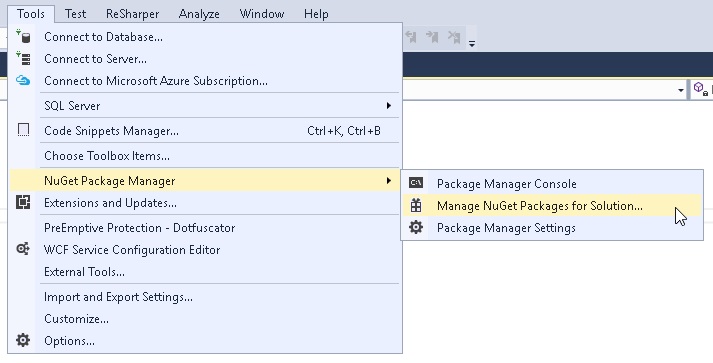 Tools Test ReSharper Analyze Window Help
Connect to Database...
Connect to Server...
Connect to Microsoft Azure Subscription...
SQL Server
Code Snippets Manager... Ctrl+K, Ctrl+B
Choose Toolbox Items...
NuGet Package Manager
Extensions and Updates...
PreEmptive Protection - Dotfuscator
WCF Service Configuration Editor
External Tools...
Import and Export Settings...
Customize...
Options...
C:\
Package Manager Console
Manage NuGet Packages for Solution...
Package Manager Settings